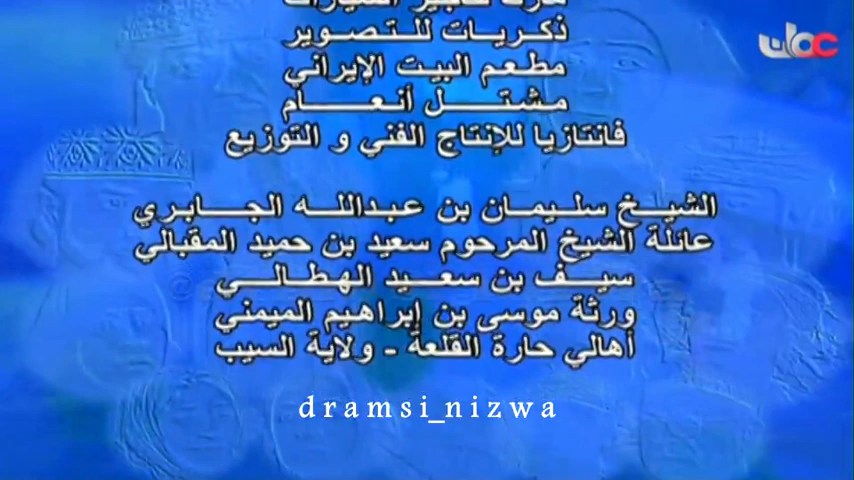 عمان
ذكريات للتصوير
مطعم البيت الإيراني
مشتل أنعام
فانتازيا للإنتاج الفني و التوزيع
الشيخ سليمان بن عبدالله الجابري
عائلة الشيخ المرحوم سعيد بن حميد المقبالي
سيف بن سعيد الهطالي
ورثة موسى بن إبراهيم الميمني
أهالي حارة القلعة - ولاية السيب
dramsi_nizwa